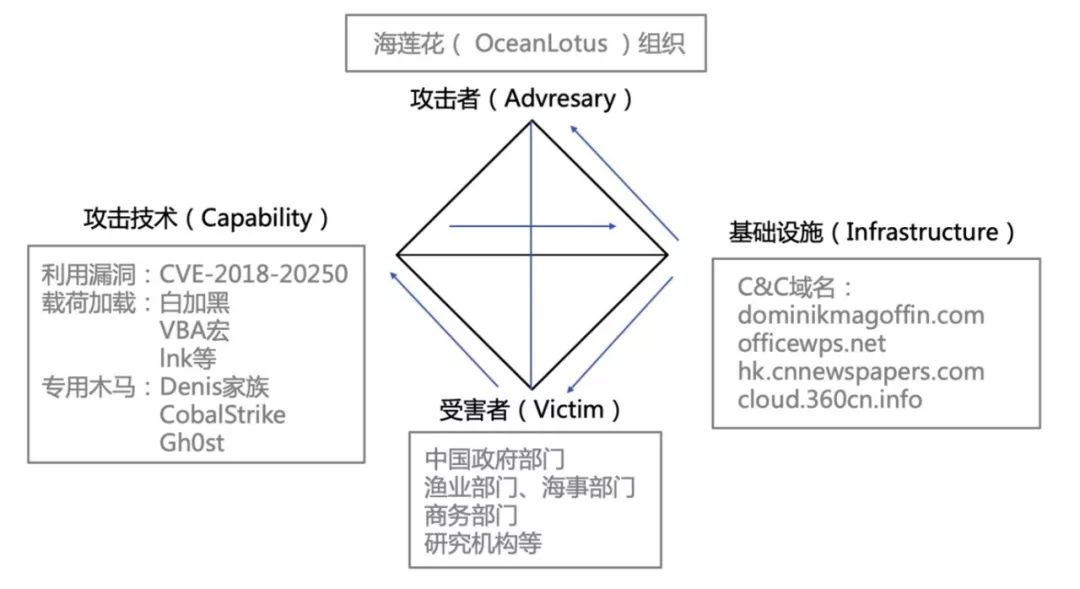 海莲花（ OceanLotus ）组织
攻击者（Advresary）
攻击技术（Capability）
利用漏洞：CVE-2018-20250
载荷加载：白加黑
VBA宏
lnk等
专用木马：Denis家族
CobalStrike
Gh0st
基础设施（Infrastructure）
C&C域名：
dominikmagoffin.com
officewps.net
hk.cnnewspapers.com
cloud.360cn.info
受害者（Victim）
中国政府部门
渔业部门、海事部门
商务部门
研究机构等